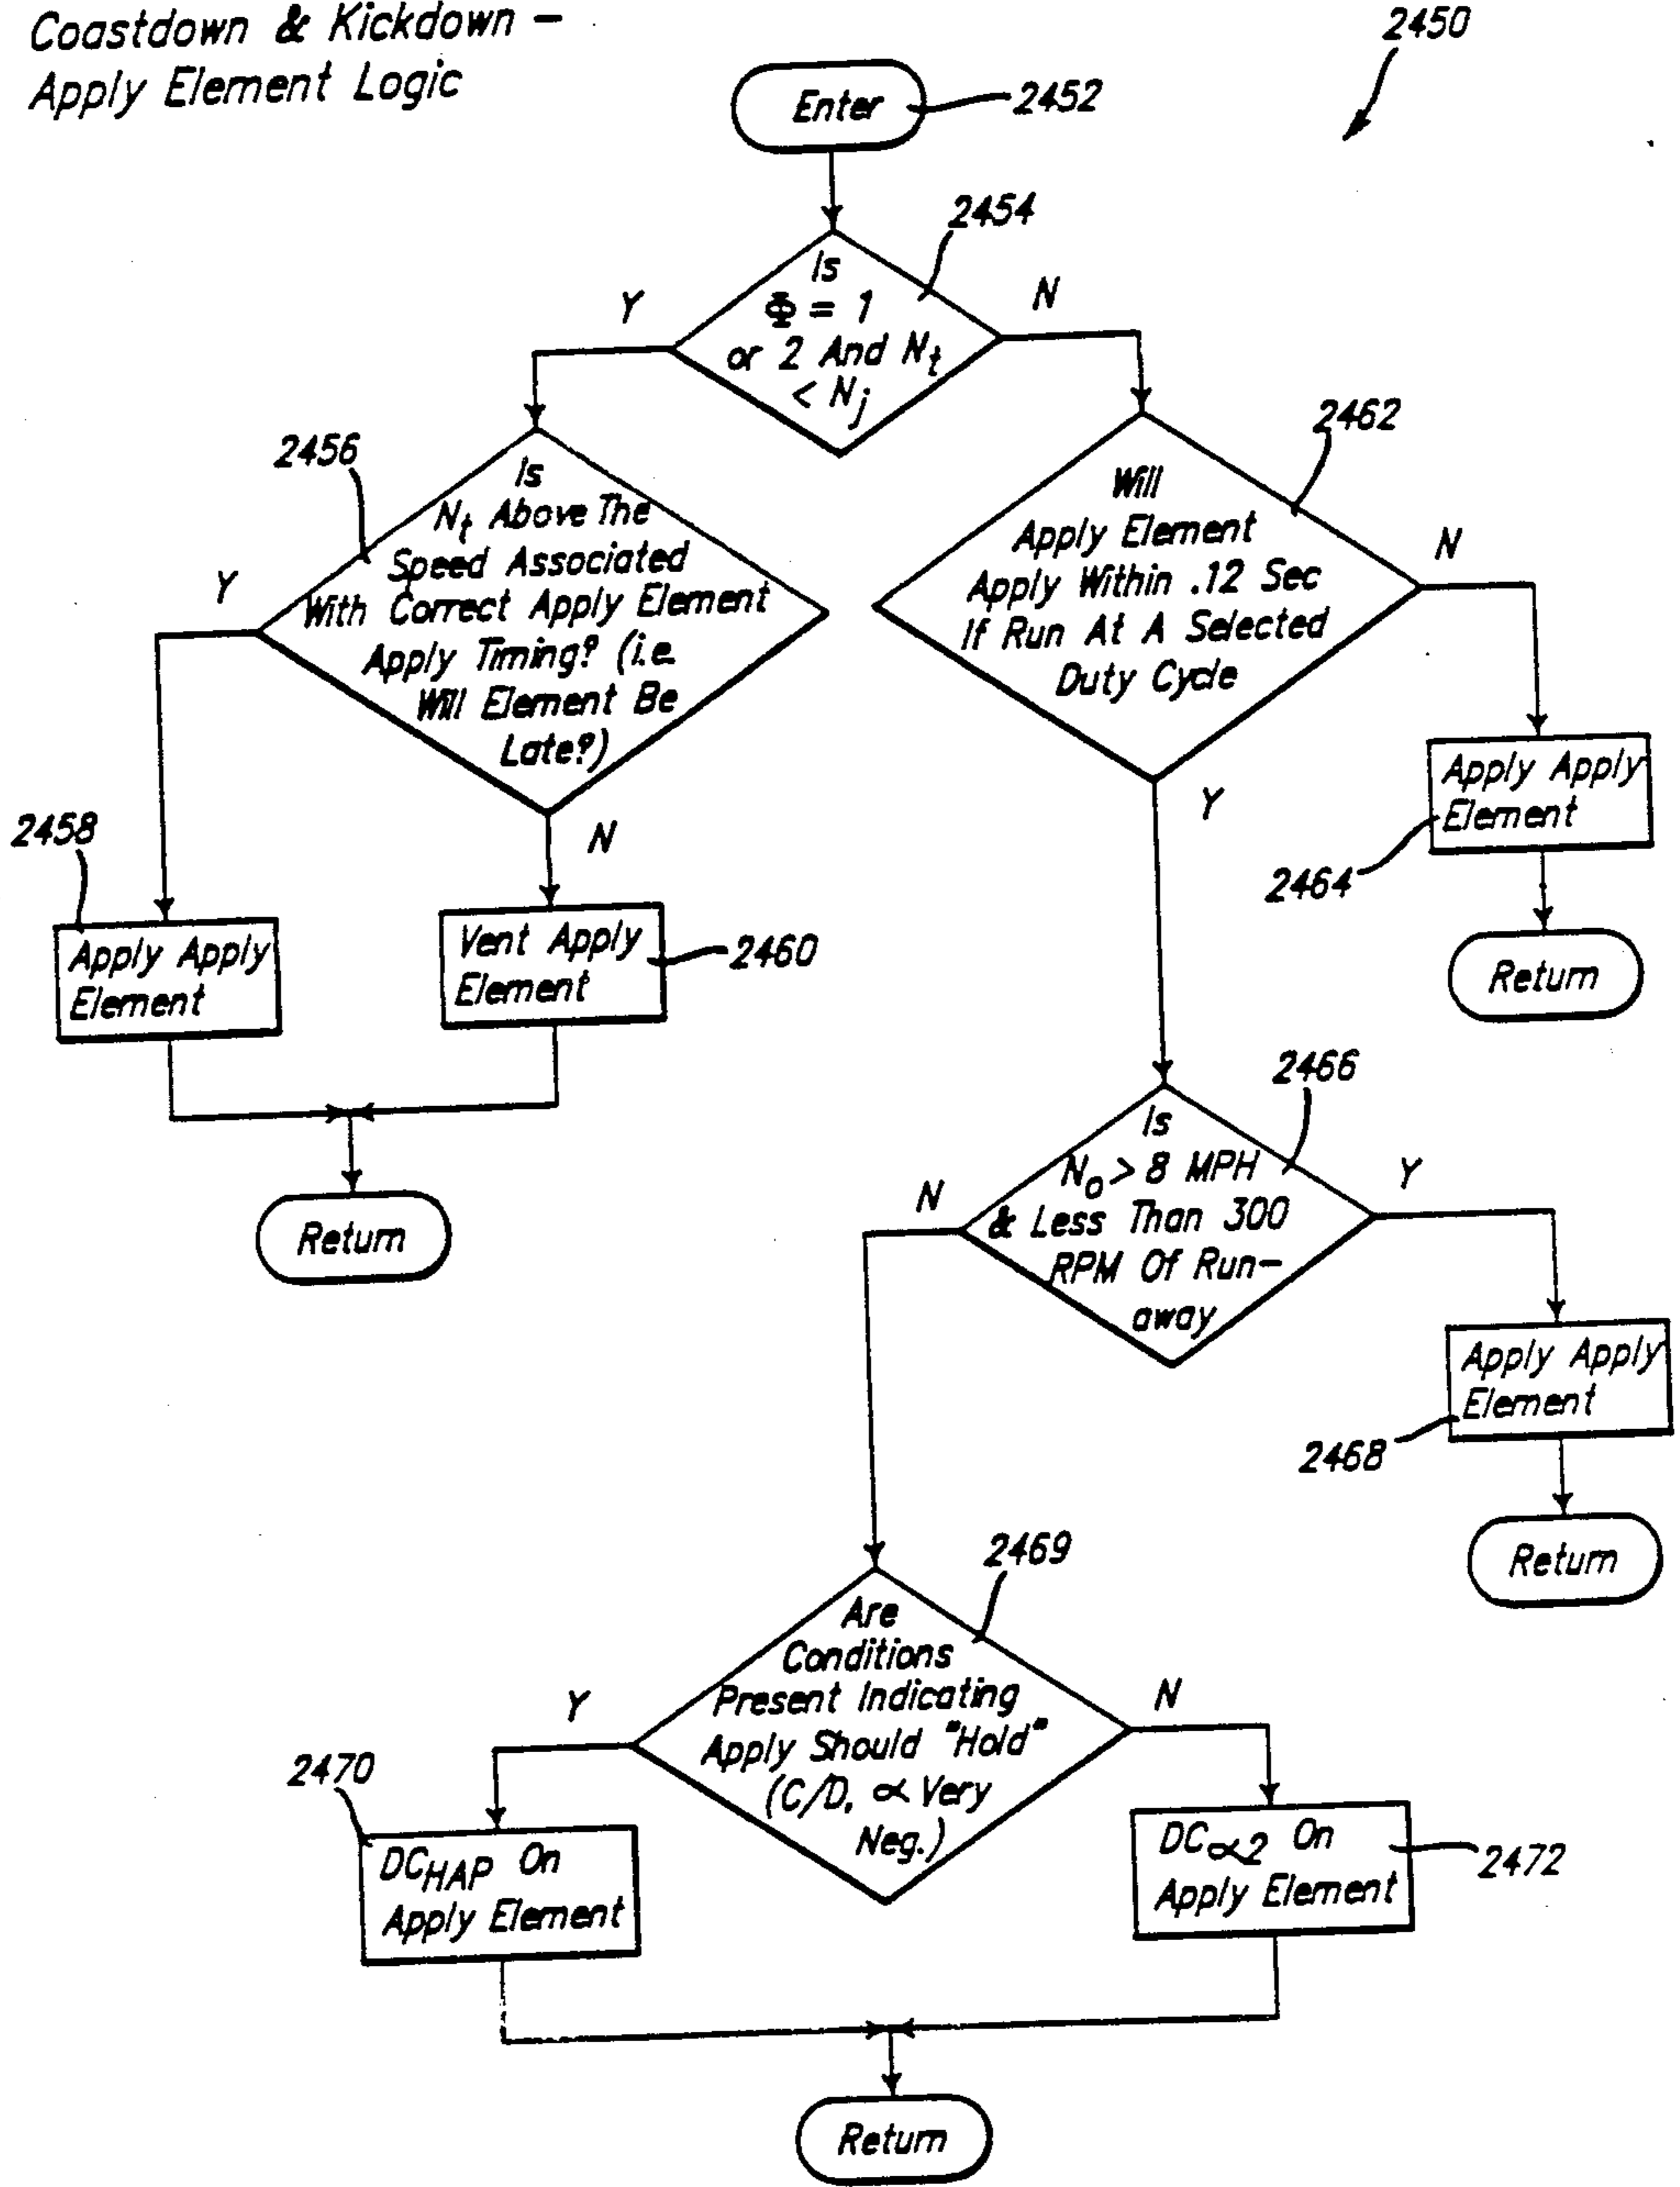 Coastdown & Kickdown –
Apply Element Logic
2450
Enter
2452
2454
Is
Φ = 1
or 2 And Nt
< Nj
Y
N
2456
Is
Nt Above The
Speed Associated
With Correct Apply Element
Apply Timing? (i.e.
Will Element Be
Late?)
Y
N
2462
Will
Apply Element
Apply Within .12 Sec
If Run At A Selected
Duty Cycle
N
Y
2458
Apply Apply
Element
Vent Apply
Element
2460
Return
Apply Apply
Element
2464
Return
2466
Is
No > 8 MPH
& Less Than 300
RPM Of Run–
away
N
Y
Apply Apply
Element
2468
Return
2469
Are
Conditions
Present Indicating
Apply Should "Hold"
(C/D, ∝ Very
Neg.)
Y
N
2470
DCHAP On
Apply Element
DC∝2 On
Apply Element
2472
Return